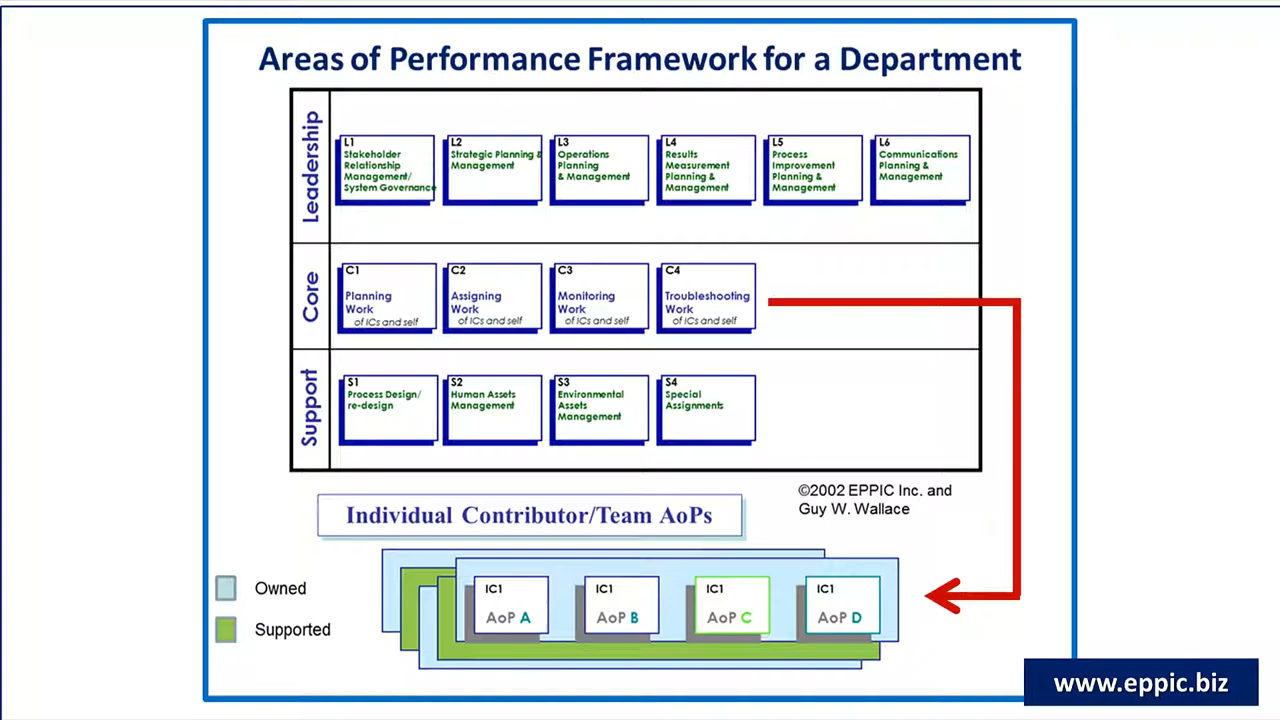 Areas of Performance Framework for a Department
Leadership
L1
Stakeholder
Relationship
Management/
System Governance
L2
Strategic Planning &
Management
L3
Operations
Planning
& Management
L4
Results
Measurement
Planning &
Management
L5
Process
Improvement
Planning &
Management
L6
Communications
Planning &
Management
Core
C1
Planning
Work
of ICs and self
C2
Assigning
Work
of ICs and self
C3
Monitoring
Work
of ICs and self
C4
Troubleshooting
Work
of ICs and self
Support
S1
Process Design/
re-design
S2
Human Assets
Management
S3
Environmental
Assets
Management
S4
Special
Assignments
©2002 EPPIC Inc. and
Guy W. Wallace
Individual Contributor/Team AoPs
Owned
Supported
IC1
AoP A
IC1
AoP B
IC1
AoP C
IC1
AoP D
www.eppic.biz